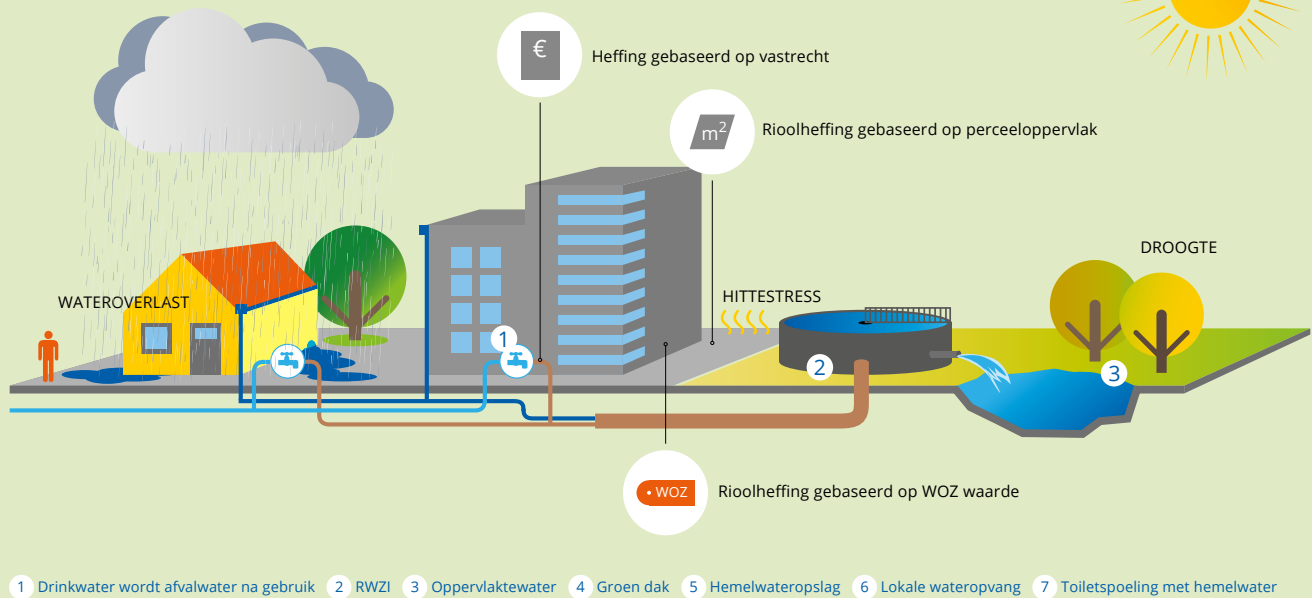 €
Heffing gebaseerd op vastrecht
m²
Rioolheffing gebaseerd op perceeloppervlak
DROOGTE
WATEROVERLAST
HITTESTRESS
1
2
3
• WOZ
Rioolheffing gebaseerd op WOZ waarde
1 Drinkwater wordt afvalwater na gebruik 2 RWZI 3 Oppervlaktewater 4 Groen dak 5 Hemelwateropslag 6 Lokale wateropvang 7 Toiletspoeling met hemelwater